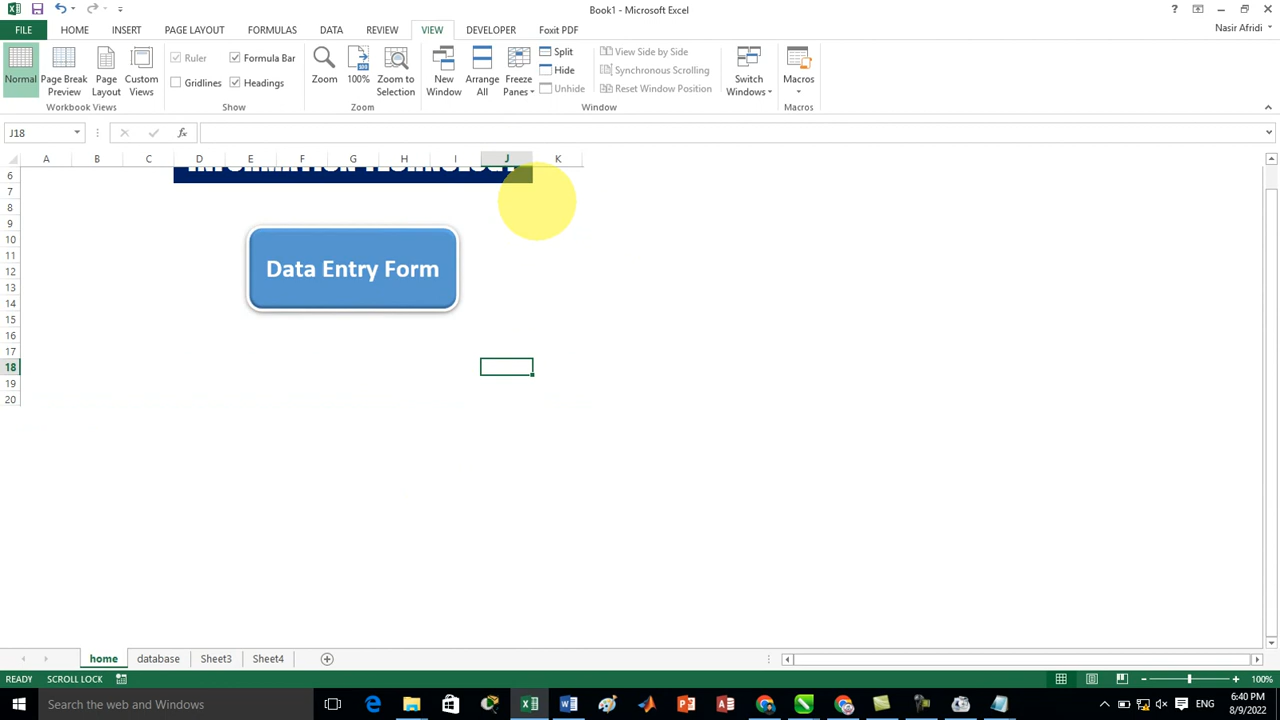 Book1 - Microsoft Excel
?
Nasir Afridi
FILE HOME INSERT PAGE LAYOUT FORMULAS DATA REVIEW VIEW DEVELOPER Foxit PDF
Normal
Page Break Preview
Page Layout
Custom Views
Workbook Views
Ruler
Formula Bar
Gridlines
Headings
Show
Zoom
100%
Zoom to Selection
Zoom
New Window
Arrange All
Freeze Panes
Split
Hide
Unhide
View Side by Side
Synchronous Scrolling
Reset Window Position
Window
Switch Windows
Macros
Macros
J18
fx
A B C D E F G H I J K
6
INFORMATION TECHNOLOGY
7
8
9
10
11
12
13
14
15
16
17
18
19
20
Data Entry Form
home database Sheet3 Sheet4
READY SCROLL LOCK
100%
Search the web and Windows
ENG
6:40 PM
8/9/2022